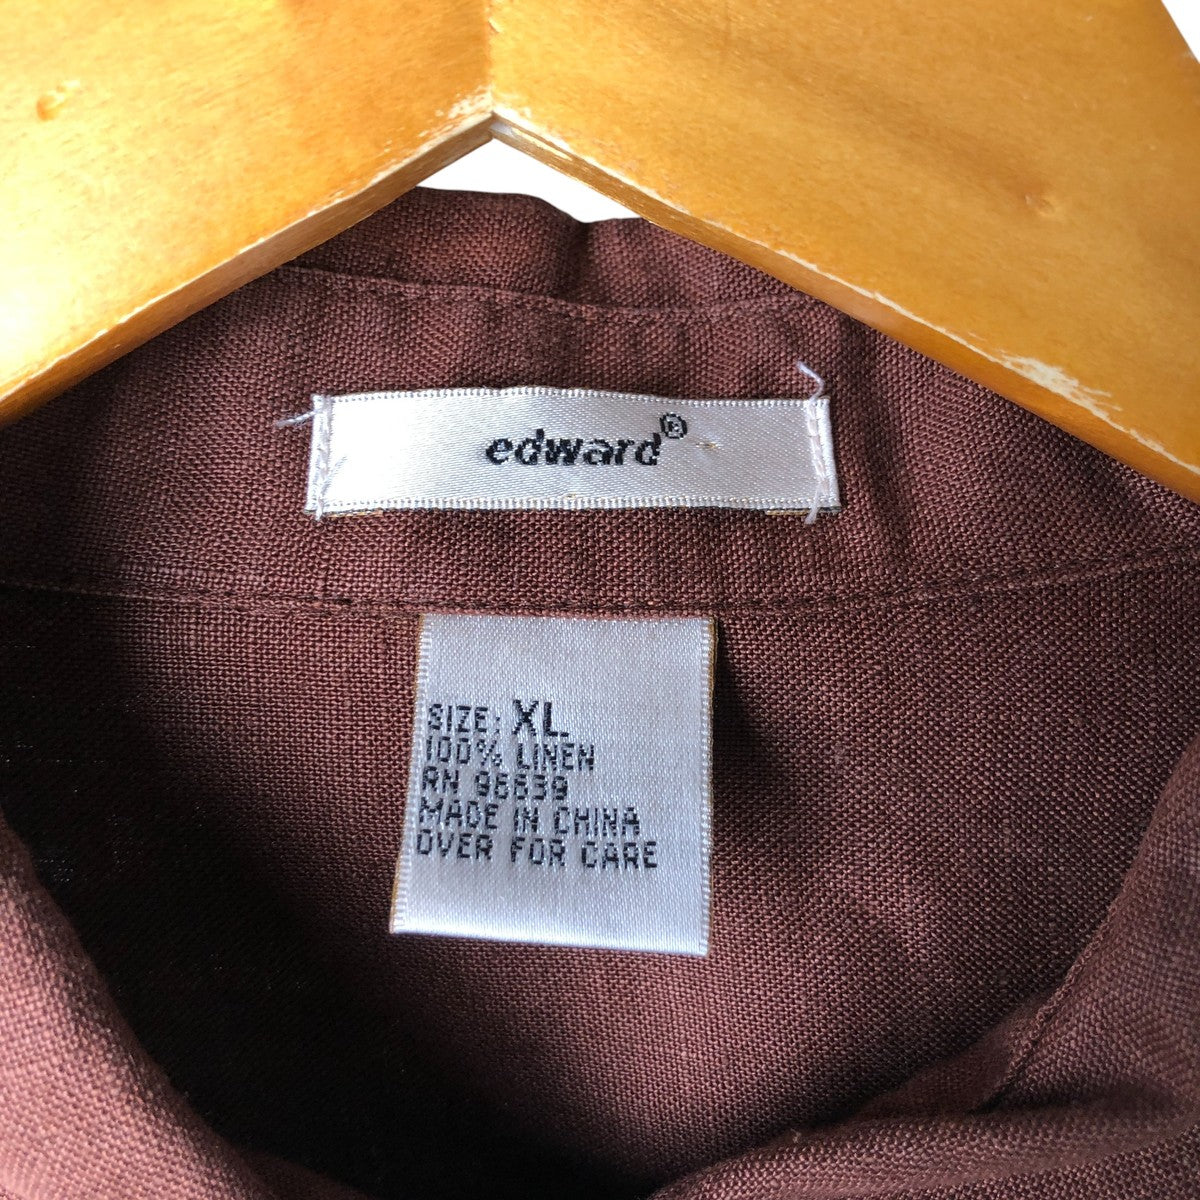 edward®
SIZE: XL
100% LINEN
RN 96639
MADE IN CHINA
OVER FOR CARE